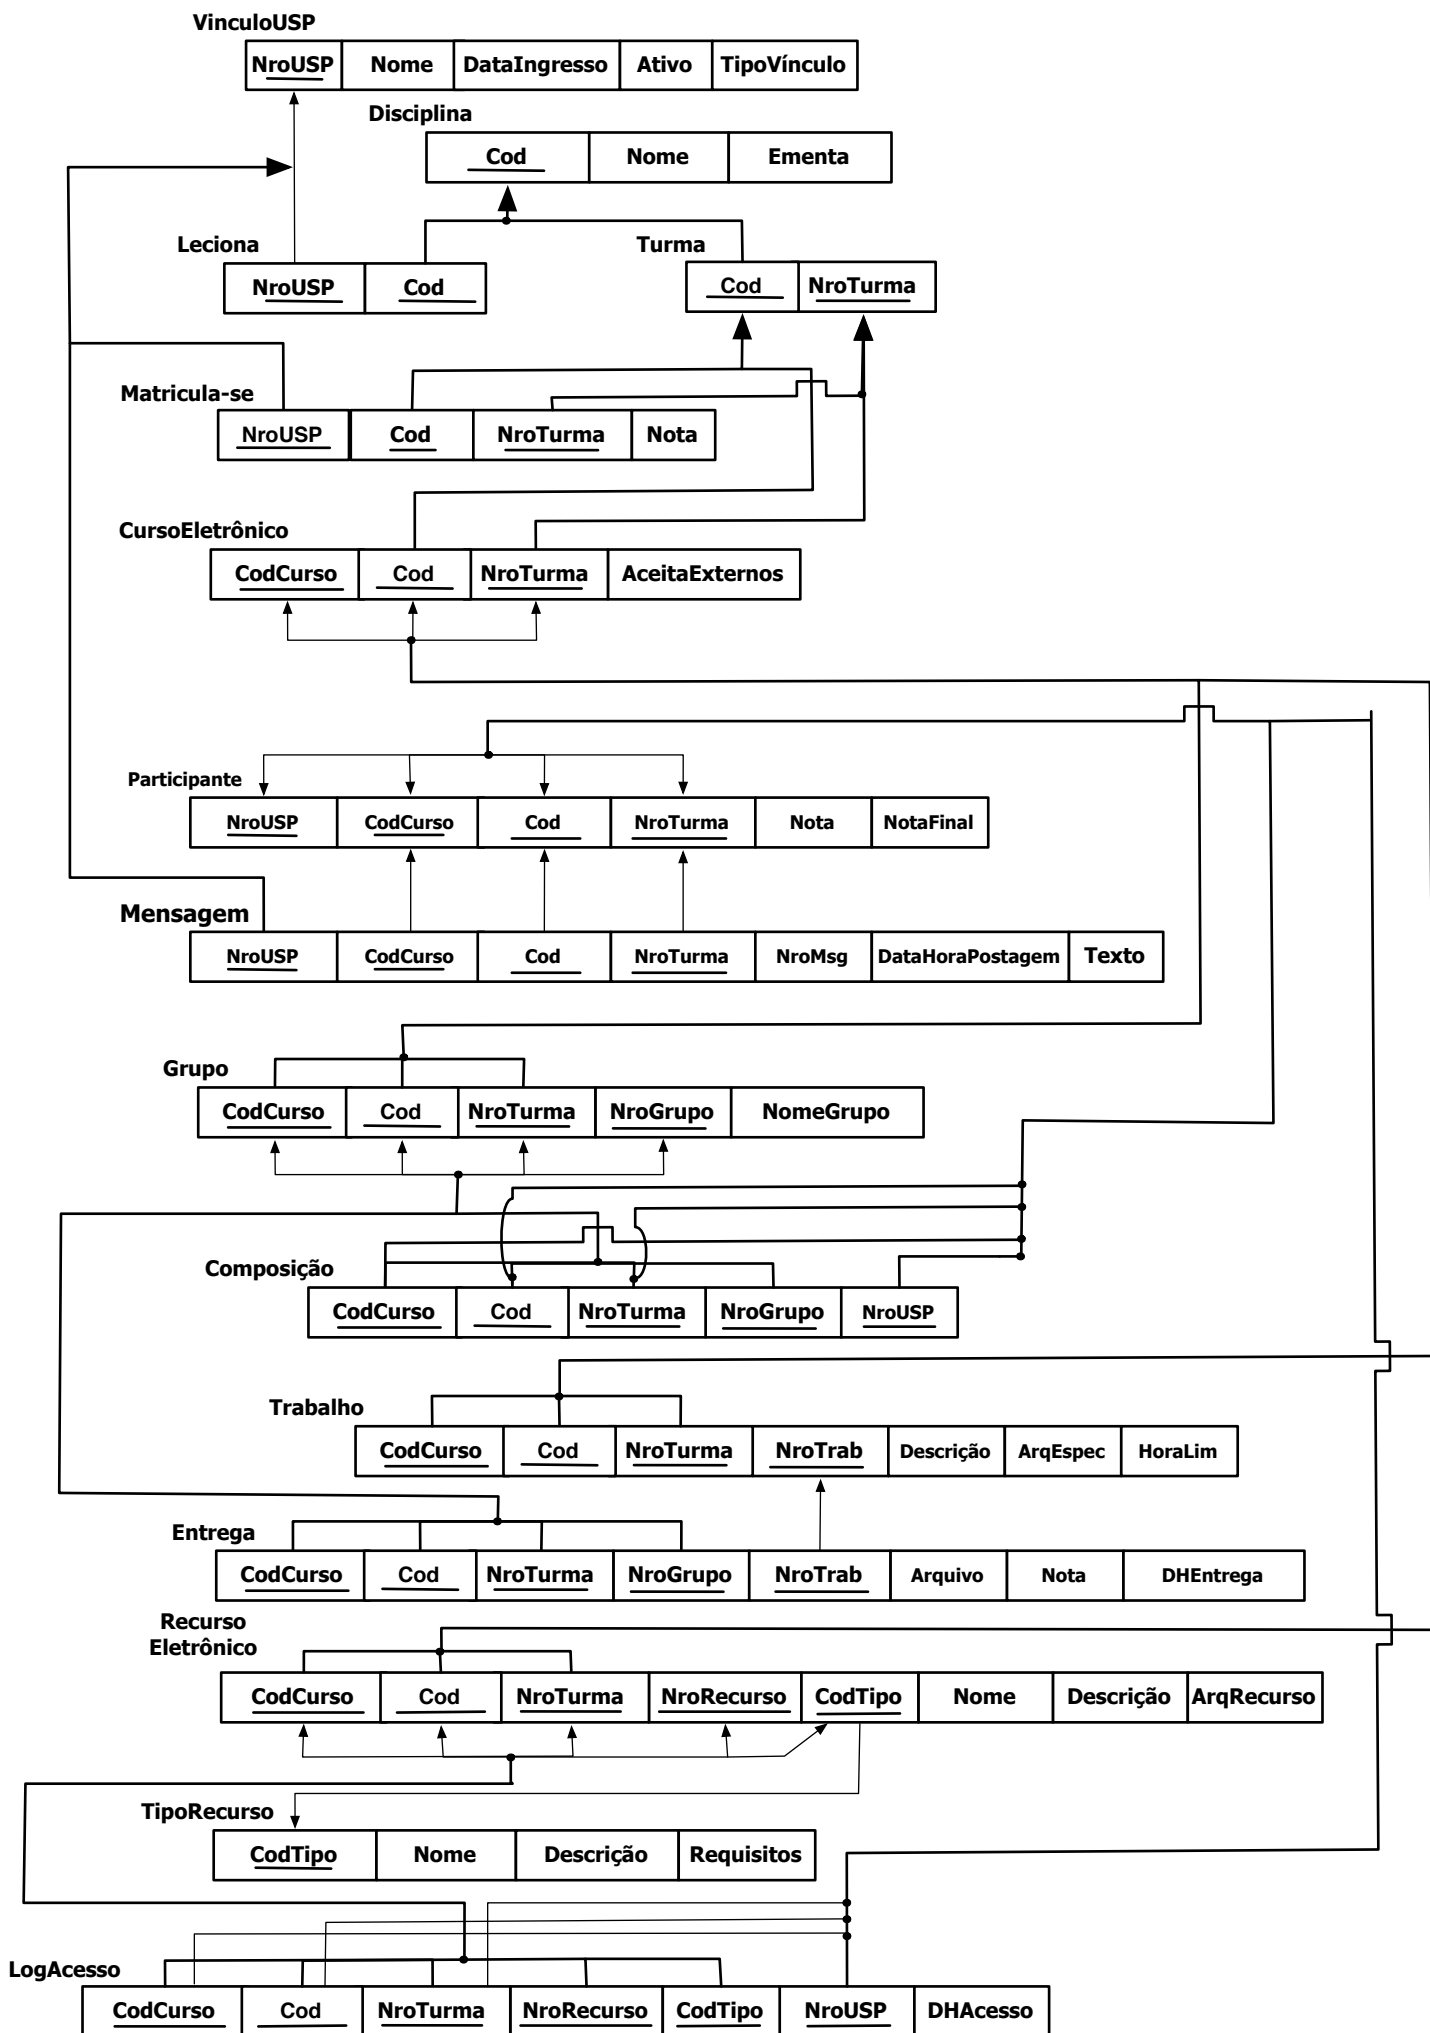 VinculoUSP
NroUSP Nome DataIngresso Ativo TipoVínculo
Disciplina
Cod Nome Ementa
Leciona
NroUSP Cod
Turma
Cod NroTurma
Matricula-se
NroUSP Cod NroTurma Nota
CursoEletrônico
CodCurso Cod NroTurma AceitaExternos
Participante
NroUSP CodCurso Cod NroTurma Nota NotaFinal
Mensagem
NroUSP CodCurso Cod NroTurma NroMsg DataHoraPostagem Texto
Grupo
CodCurso Cod NroTurma NroGrupo NomeGrupo
Composição
CodCurso Cod NroTurma NroGrupo NroUSP
Trabalho
CodCurso Cod NroTurma NroTrab Descrição ArqEspec HoraLim
Entrega
CodCurso Cod NroTurma NroGrupo NroTrab Arquivo Nota DHEntrega
Recurso
Eletrônico
CodCurso Cod NroTurma NroRecurso CodTipo Nome Descrição ArqRecurso
TipoRecurso
CodTipo Nome Descrição Requisitos
LogAcesso
CodCurso Cod NroTurma NroRecurso CodTipo NroUSP DHAcesso